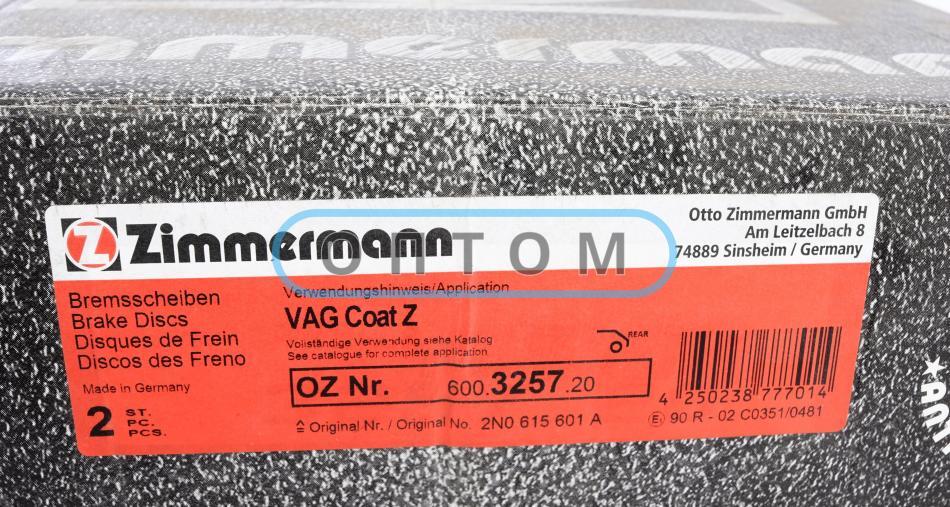 Zimmermann
Z Zimmermann
ОПТОМ
Otto Zimmermann GmbH
Am Leitzelbach 8
74889 Sinsheim / Germany
Bremsscheiben
Brake Discs
Disques de Frein
Discos des Freno
Made in Germany
2 ST.
PC.
PCS.
Verwendungshinweis/Application
VAG Coat Z
Vollständige Verwendung siehe Katalog
See catalogue for complete application
REAR
OZ Nr. 600.3257.20
≙ Original-Nr. / Original No. 2N0 615 601 A
4 250238 777014
E1 90 R - 02 C0351/0481